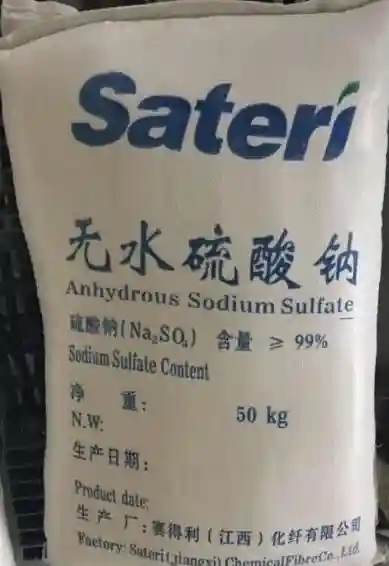 Sateri
无水硫酸钠
Anhydrous Sodium Sulfate
硫酸钠(Na₂SO₄) 含量 ≥ 99%
Sodium Sulfate Content
净 重: 50 kg
N.W:
生产日期:
Product date:
生 产 厂:赛得利(江西)化纤有限公司
Factory: Sateri(jiangxi) ChemicalFibreCo.,Ltd.